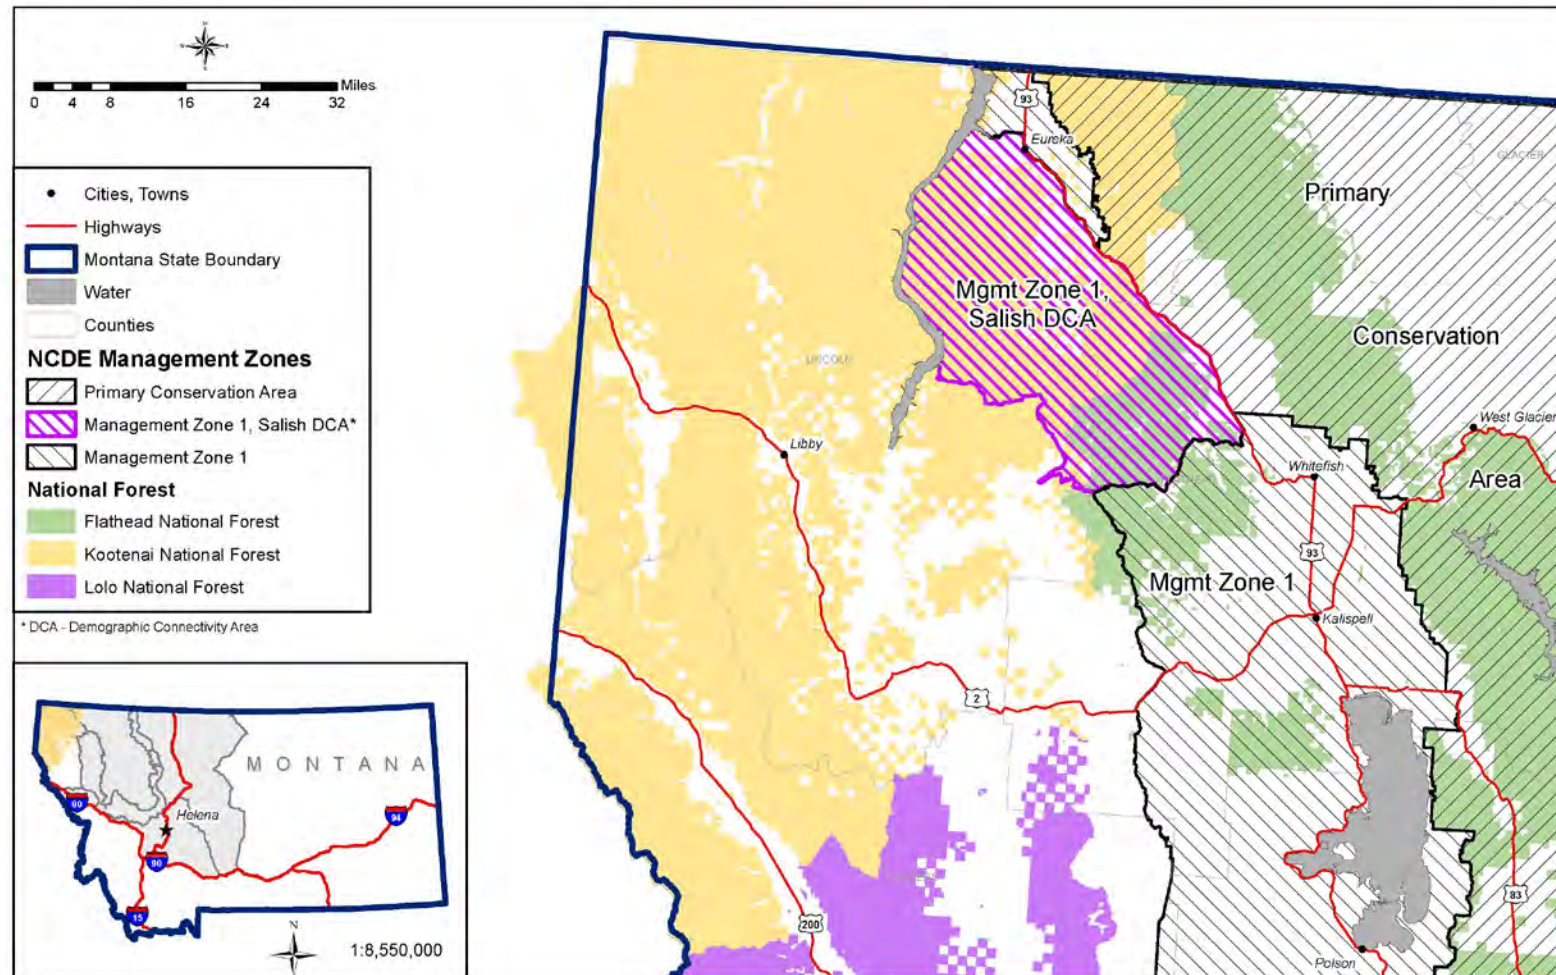 Miles
0 4 8 16 24 32
Cities, Towns
Highways
Montana State Boundary
Water
Counties
NCDE Management Zones
Primary Conservation Area
Management Zone 1, Salish DCA*
Management Zone 1
National Forest
Flathead National Forest
Kootenai National Forest
Lolo National Forest
* DCA - Demographic Connectivity Area
MONTANA
Helena
90
94
90
15
N
1:8,550,000
93
Eureka
GLACIER
Primary
Mgmt Zone 1,
Salish DCA
Conservation
LINCOLN
West Glacier
Libby
Whitefish
Area
93
Mgmt Zone 1
Kalispell
2
83
200
Polson